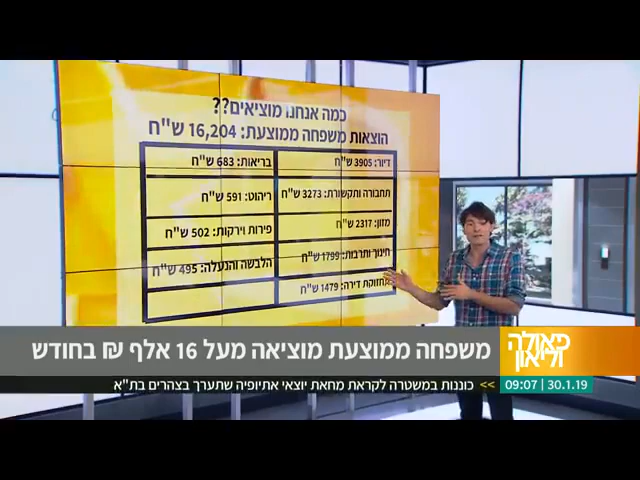 כמה אנחנו מוציאים??
הוצאות משפחה ממוצעת: 16,204 ש"ח
דיור: 3905 ש"ח
בריאות: 683 ש"ח
תחבורה ותקשורת: 3273 ש"ח
ריהוט: 591 ש"ח
מזון: 2317 ש"ח
פירות וירקות: 502 ש"ח
חינוך ותרבות: 1799 ש"ח
הלבשה והנעלה: 495 ש"ח
תחזוקת דירה: 1479 ש"ח
משפחה ממוצעת מוציאה מעל 16 אלף ₪ בחודש
פאולה
וליאון
כוננות במשטרה לקראת מחאת יוצאי אתיופיה שתערך בצהרים בת"א >>
09:07 | 30.1.19